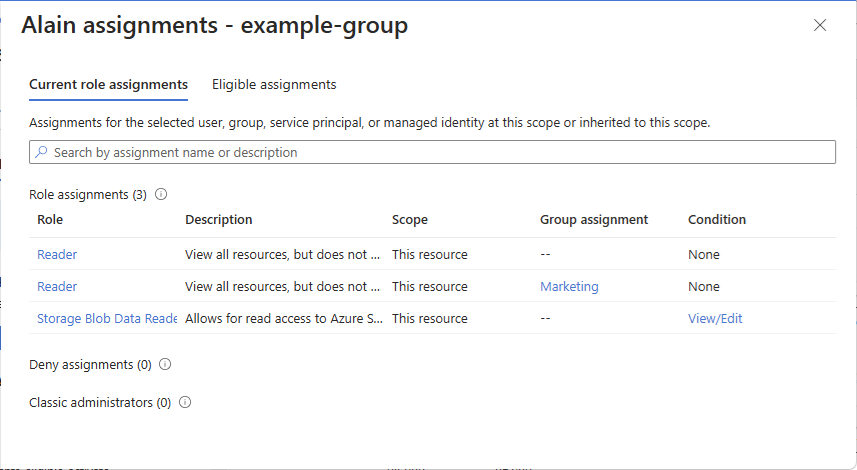 Alain assignments - example-group
Current role assignments Eligible assignments
Assignments for the selected user, group, service principal, or managed identity at this scope or inherited to this scope.
Search by assignment name or description
Role assignments (3)
Role Description Scope Group assignment Condition
Reader View all resources, but does not ... This resource -- None
Reader View all resources, but does not ... This resource Marketing None
Storage Blob Data Reade Allows for read access to Azure S... This resource -- View/Edit
Deny assignments (0)
Classic administrators (0)